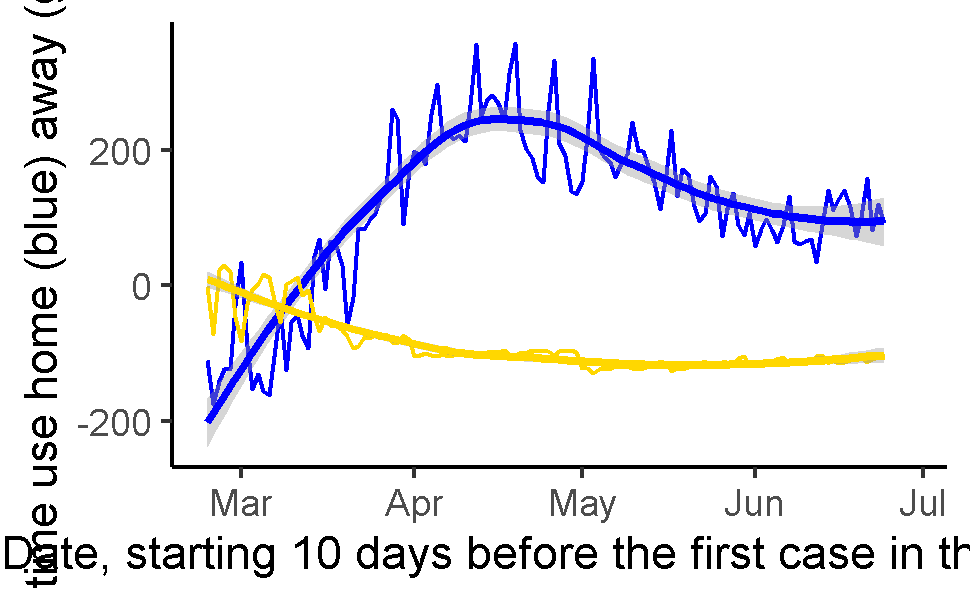 time use home (blue) away (
200
0
-200
Mar Apr May Jun Jul
Date, starting 10 days before the first case in th